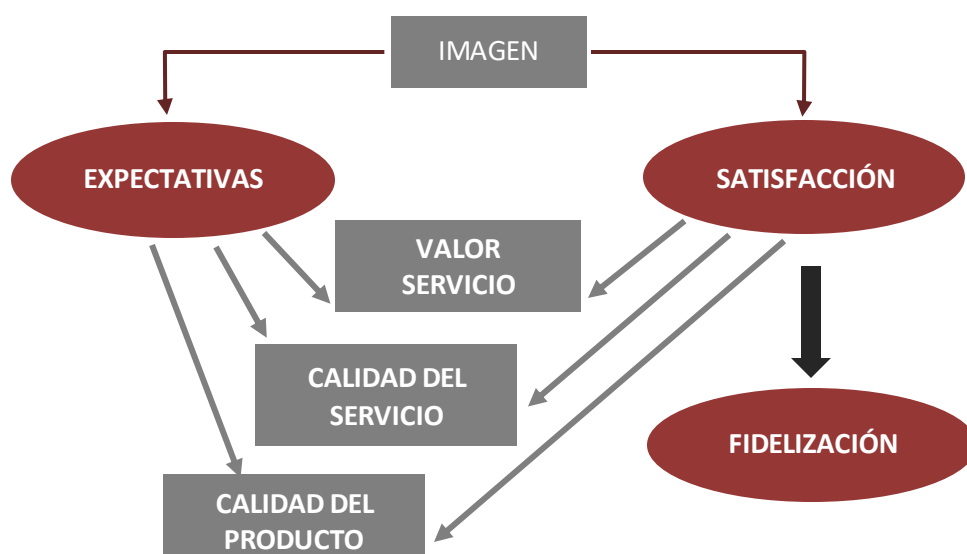 IMAGEN
EXPECTATIVAS
SATISFACCIÓN
VALOR
SERVICIO
CALIDAD DEL
SERVICIO
FIDELIZACIÓN
CALIDAD DEL
PRODUCTO